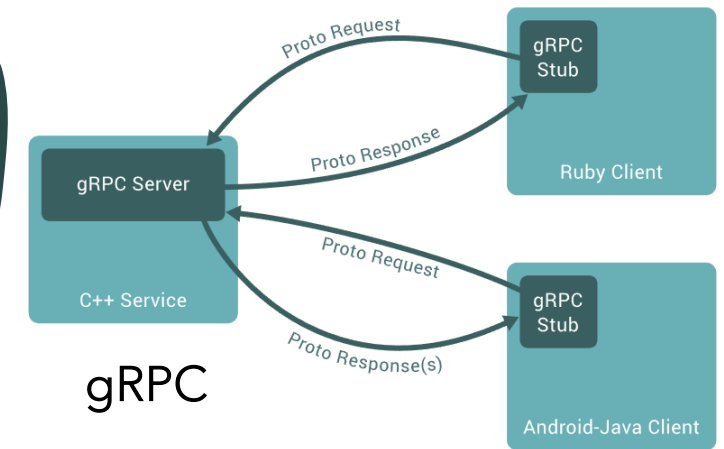 Proto Request
gRPC
Stub
Proto Response
Ruby Client
gRPC Server
C++ Service
Proto Request
gRPC
Stub
Proto Response(s)
Android-Java Client
gRPC